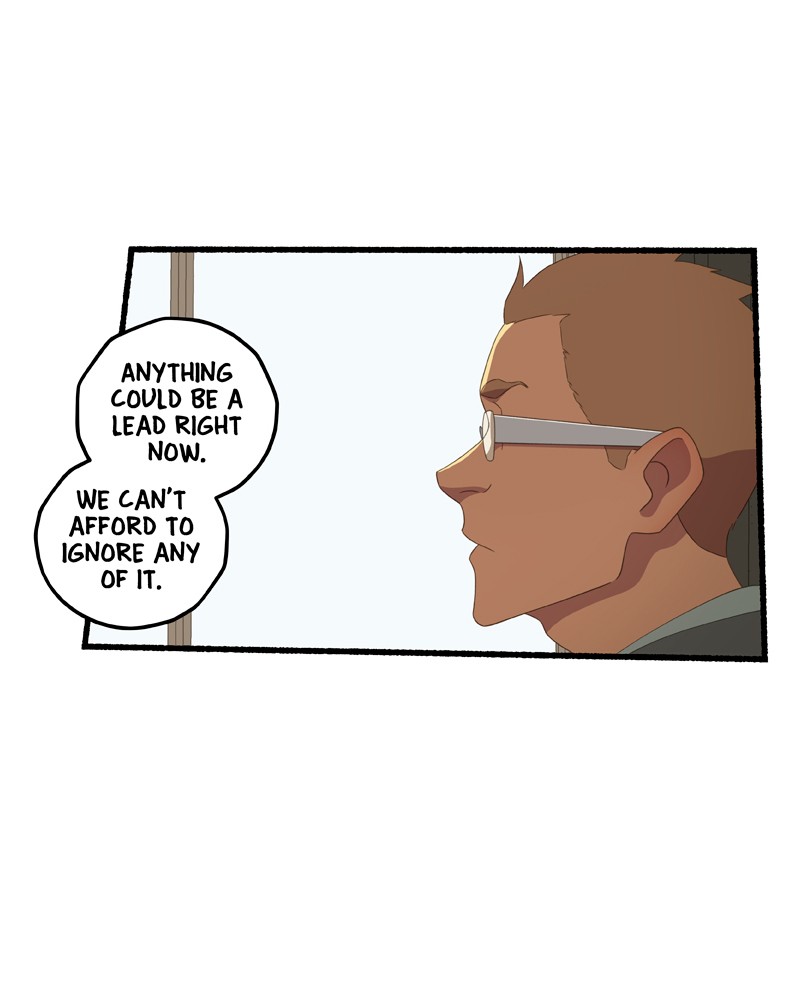 ANYTHING
COULD BE A
LEAD RIGHT
NOW.
WE CAN'T
AFFORD TO
IGNORE ANY
OF IT.